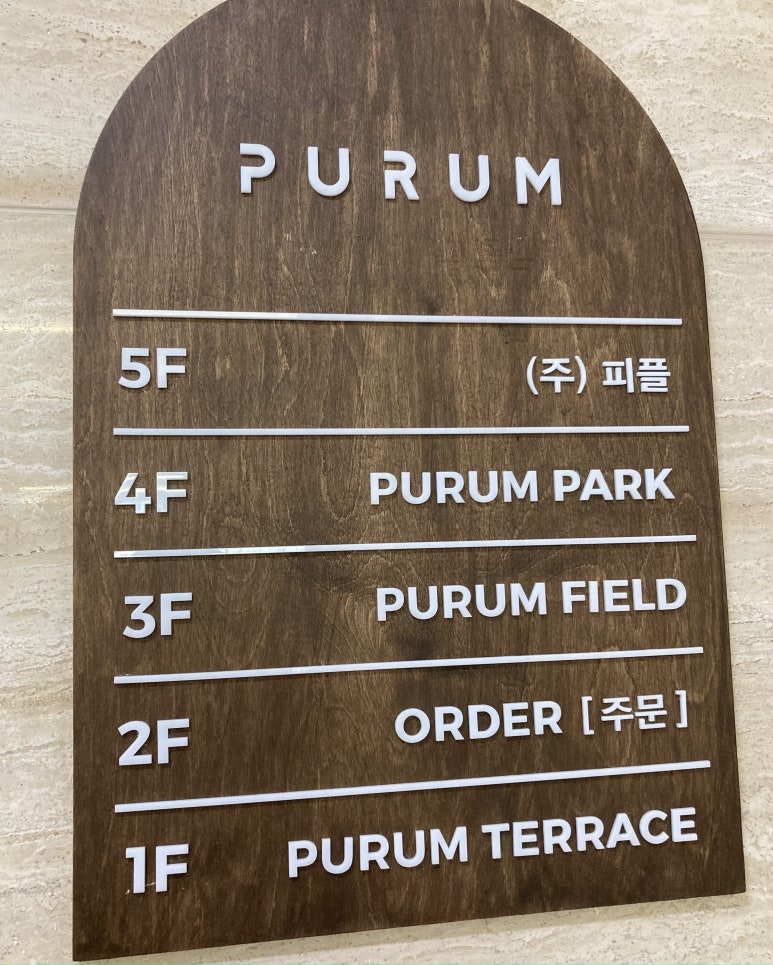 PURUM
5F (주) 피플
4F PURUM PARK
3F PURUM FIELD
2F ORDER [주문]
1F PURUM TERRACE